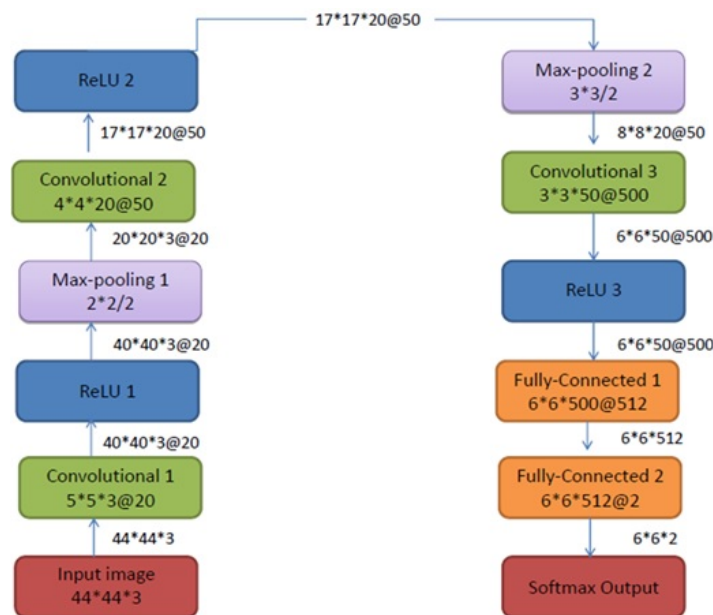 17*17*20@50
ReLU 2
17*17*20@50
Convolutional 2
4*4*20@50
20*20*3@20
Max-pooling 1
2*2/2
40*40*3@20
ReLU 1
40*40*3@20
Convolutional 1
5*5*3@20
44*44*3
Input image
44*44*3
Max-pooling 2
3*3/2
8*8*20@50
Convolutional 3
3*3*50@500
6*6*50@500
ReLU 3
6*6*50@500
Fully-Connected 1
6*6*500@512
6*6*512
Fully-Connected 2
6*6*512@2
6*6*2
Softmax Output